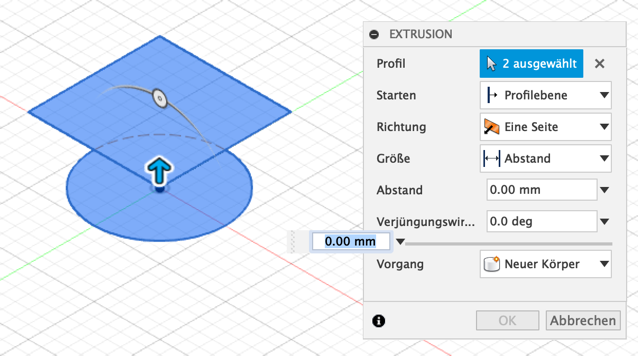 EXTRUSION
Profil 2 ausgewählt
Starten Profilebene
Richtung Eine Seite
Größe Abstand
Abstand 0.00 mm
Verjüngungswir... 0.0 deg
0.00 mm
Vorgang Neuer Körper
OK Abbrechen